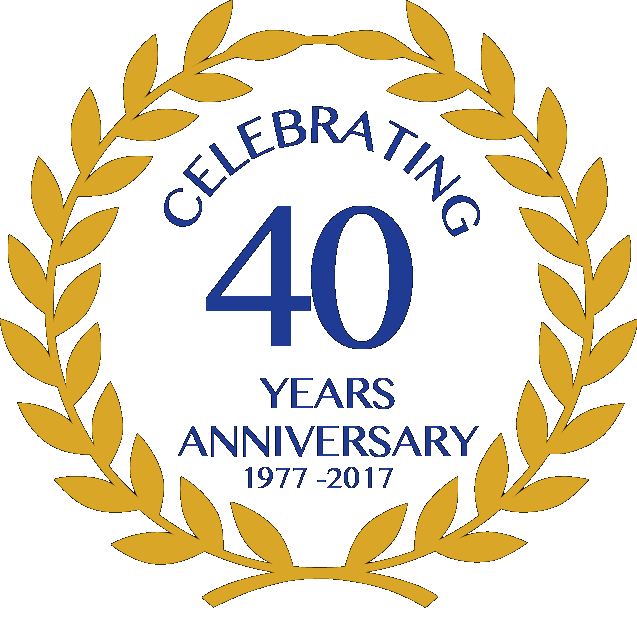 CELEBRATING
40
YEARS
ANNIVERSARY
1977 -2017